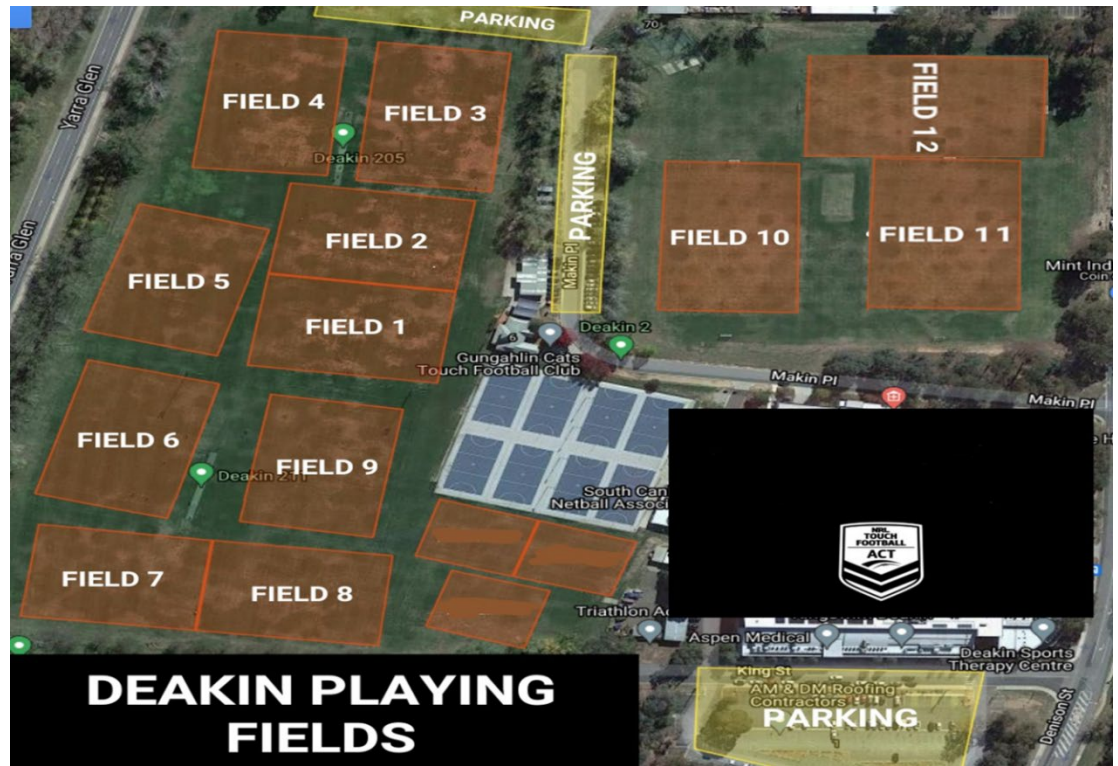 PARKING
70
Yarra Glen
FIELD 4
FIELD 3
FIELD 12
Deakin 205
PARKING
Makin Pl
FIELD 2
FIELD 10
FIELD 11
FIELD 5
Mint Ind
Coin
FIELD 1
6
Deakin 2
Gungahlin Cats
Touch Football Club
Makin Pl
Makin Pl
FIELD 6
FIELD 9
Deakin 211
South Can
Netball Associ
NRL
TOUCH
FOOTBALL
ACT
FIELD 7
FIELD 8
Triathlon A
Aspen Medical
Deakin Sports
Therapy Centre
King St
AM & DM Roofing
Contractors
PARKING
Denison St
DEAKIN PLAYING
FIELDS